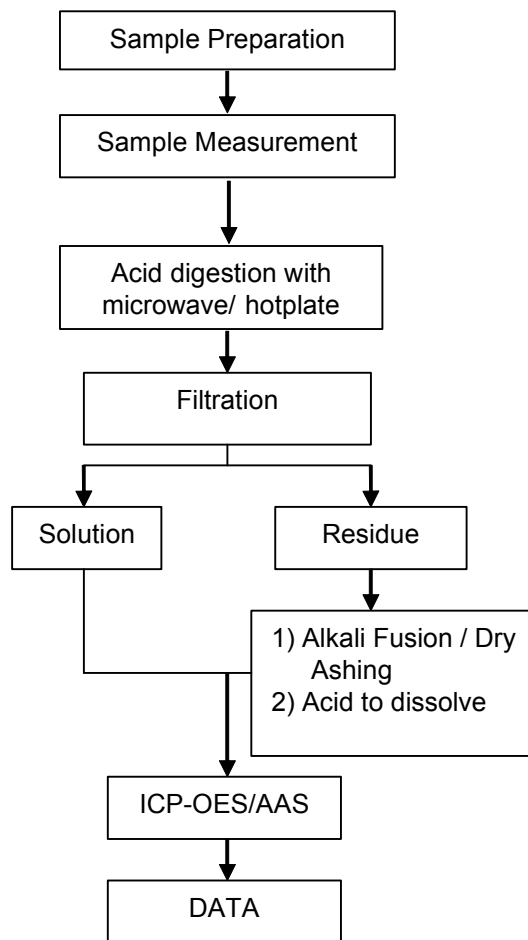 Sample Preparation
Sample Measurement
Acid digestion with
microwave/ hotplate
Filtration
Solution
Residue
1) Alkali Fusion / Dry
Ashing
2) Acid to dissolve
ICP-OES/AAS
DATA